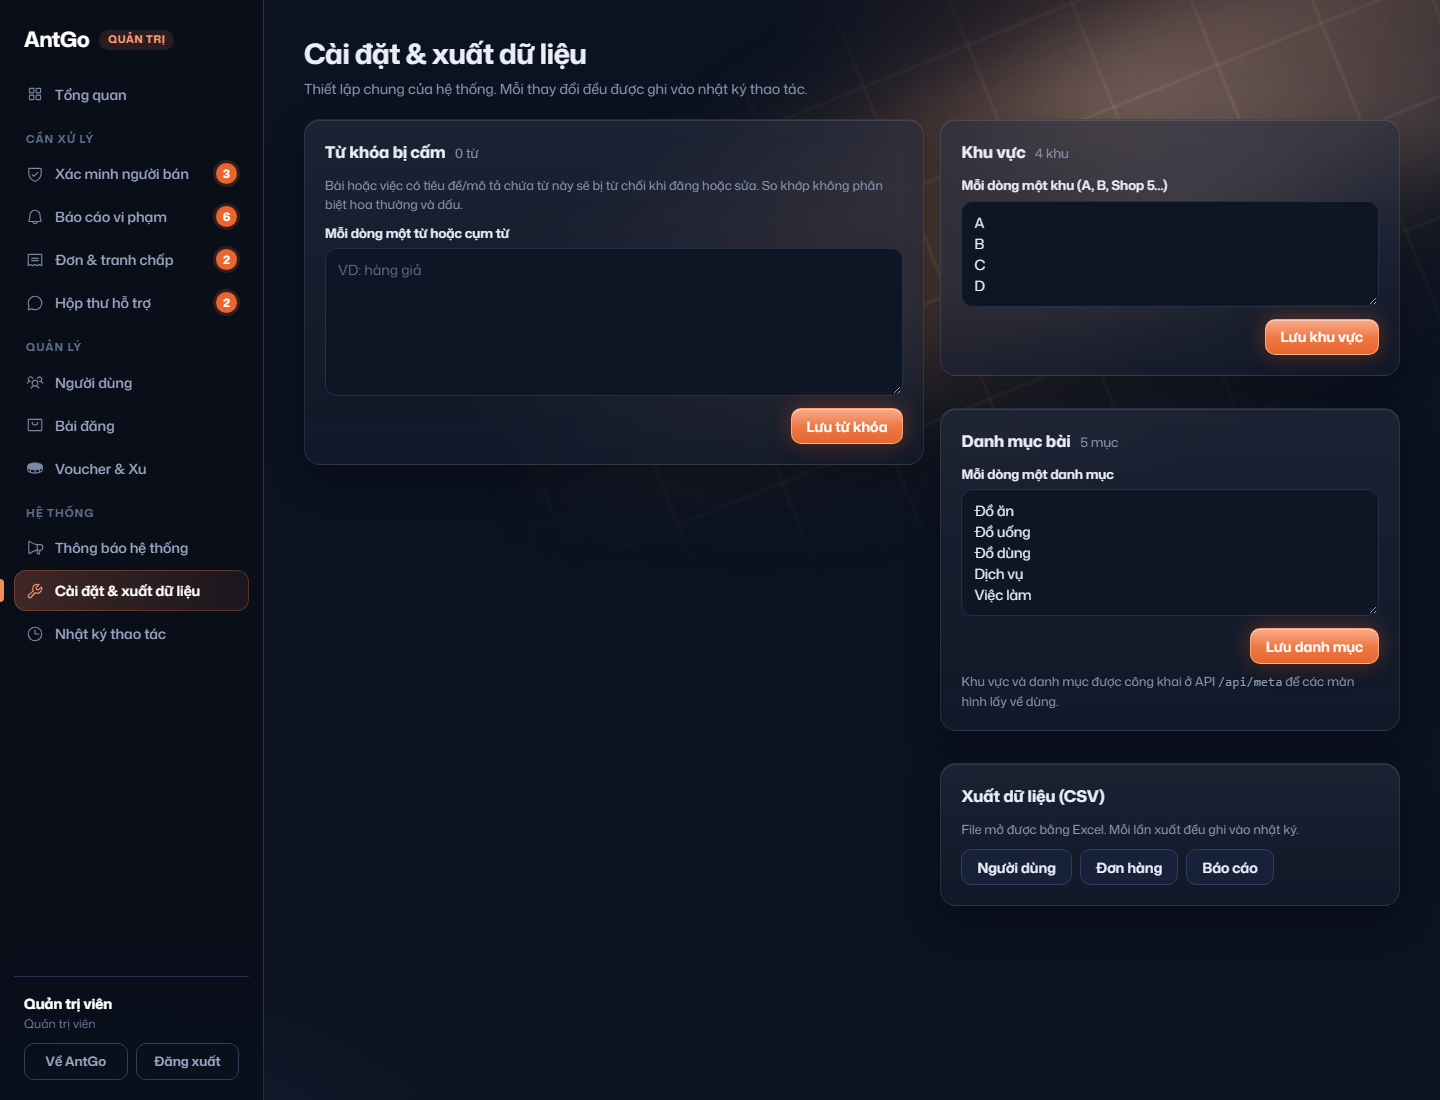 AntGo QUẢN TRỊ
Tổng quan
CẦN XỬ LÝ
Xác minh người bán 3
Báo cáo vi phạm 6
Đơn & tranh chấp 2
Hộp thư hỗ trợ 2
QUẢN LÝ
Người dùng
Bài đăng
Voucher & Xu
HỆ THỐNG
Thông báo hệ thống
Cài đặt & xuất dữ liệu
Nhật ký thao tác
Quản trị viên
Quản trị viên
Về AntGo
Đăng xuất
Cài đặt & xuất dữ liệu
Thiết lập chung của hệ thống. Mỗi thay đổi đều được ghi vào nhật ký thao tác.
Từ khóa bị cấm 0 từ
Bài hoặc việc có tiêu đề/mô tả chứa từ này sẽ bị từ chối khi đăng hoặc sửa. So khớp không phân
biệt hoa thường và dấu.
Mỗi dòng một từ hoặc cụm từ
VD: hàng giả
Lưu từ khóa
Khu vực 4 khu
Mỗi dòng một khu (A, B, Shop 5...)
A
B
C
D
Lưu khu vực
Danh mục bài 5 mục
Mỗi dòng một danh mục
Đồ ăn
Đồ uống
Đồ dùng
Dịch vụ
Việc làm
Lưu danh mục
Khu vực và danh mục được công khai ở API /api/meta để các màn
hình lấy về dùng.
Xuất dữ liệu (CSV)
File mở được bằng Excel. Mỗi lần xuất đều ghi vào nhật ký.
Người dùng
Đơn hàng
Báo cáo